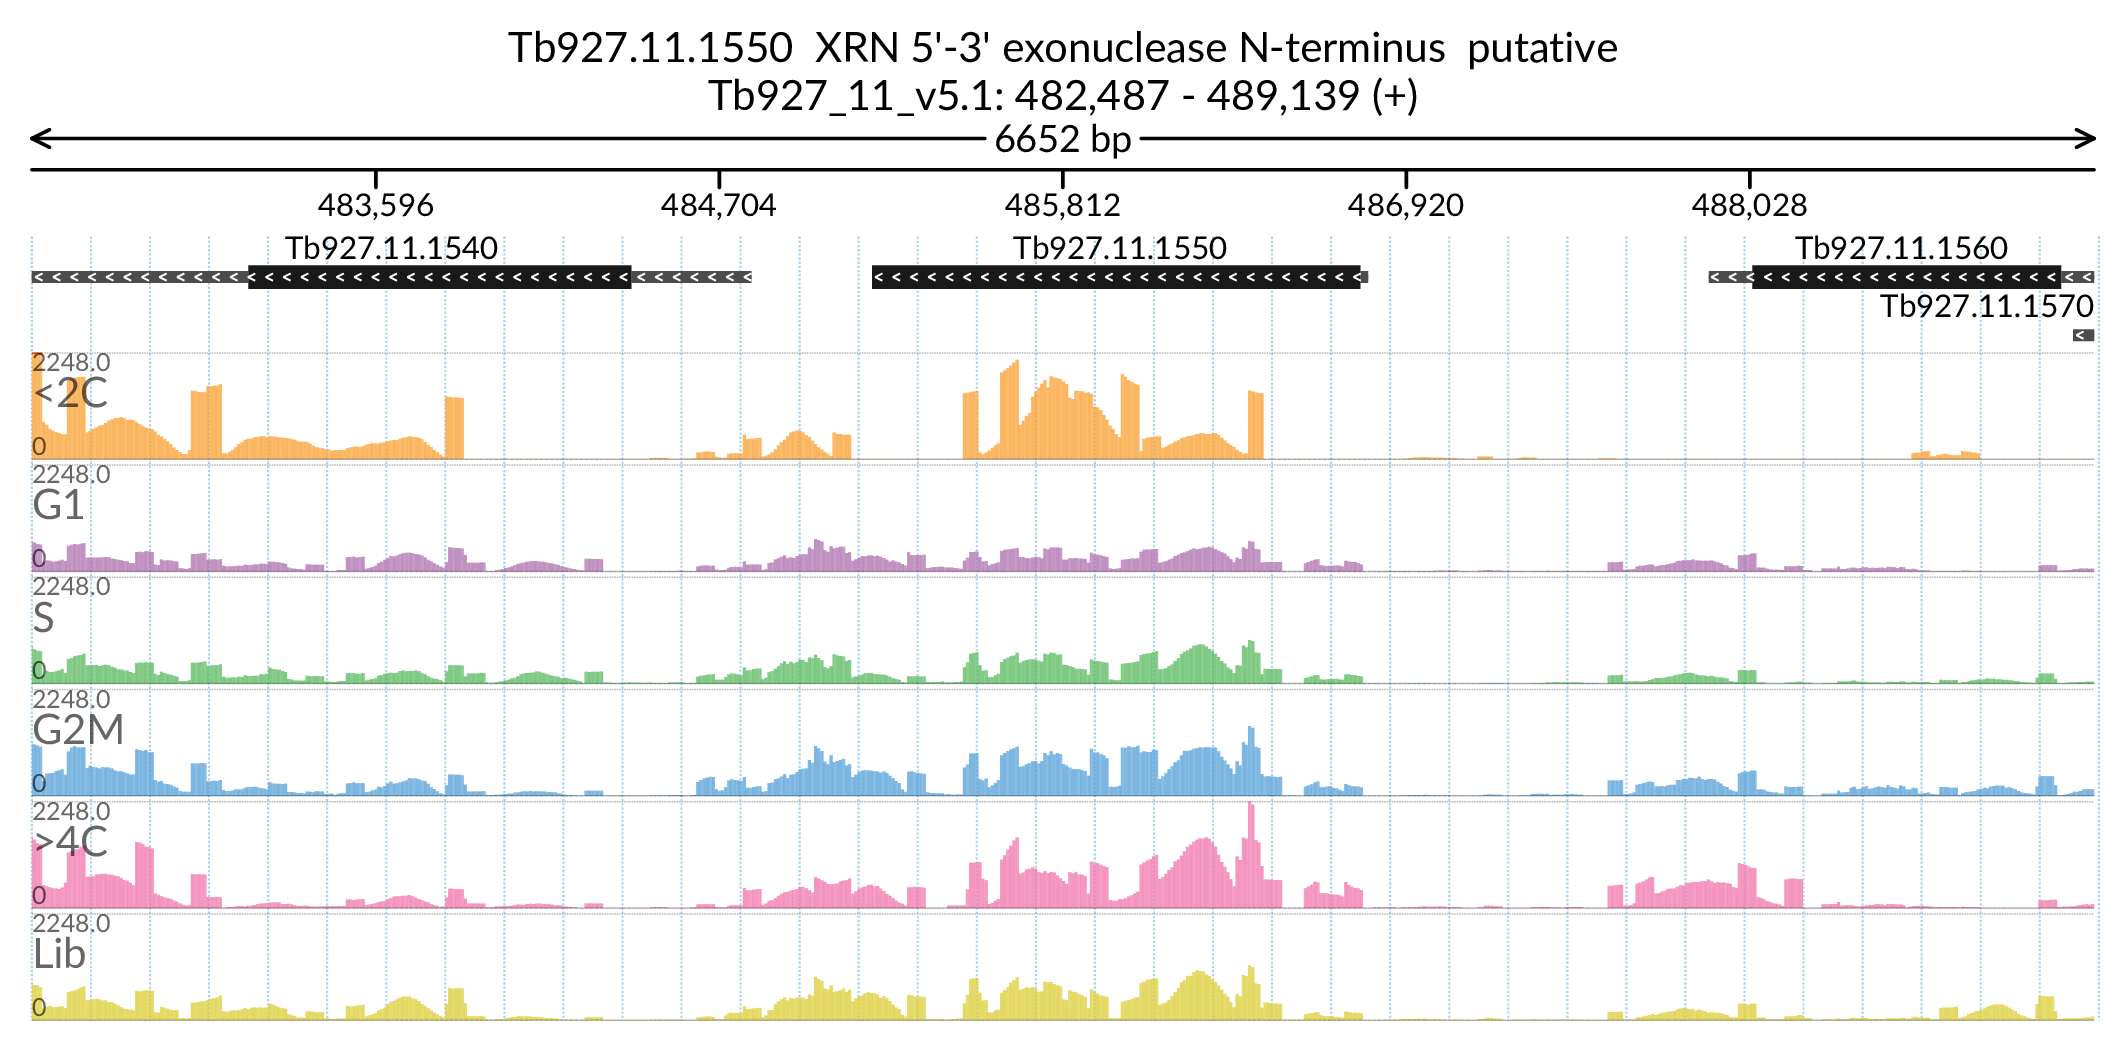 Tb927.11.1550  XRN 5'-3' exonuclease N-terminus  putative
Tb927_11_v5.1: 482,487 - 489,139 (+)
6652 bp
483,596 484,704 485,812 486,920 488,028
Tb927.11.1540 Tb927.11.1550 Tb927.11.1560
Tb927.11.1570
2248.0
<2C
0
2248.0
G1
0
2248.0
S
0
2248.0
G2M
0
2248.0
>4C
0
2248.0
Lib
0